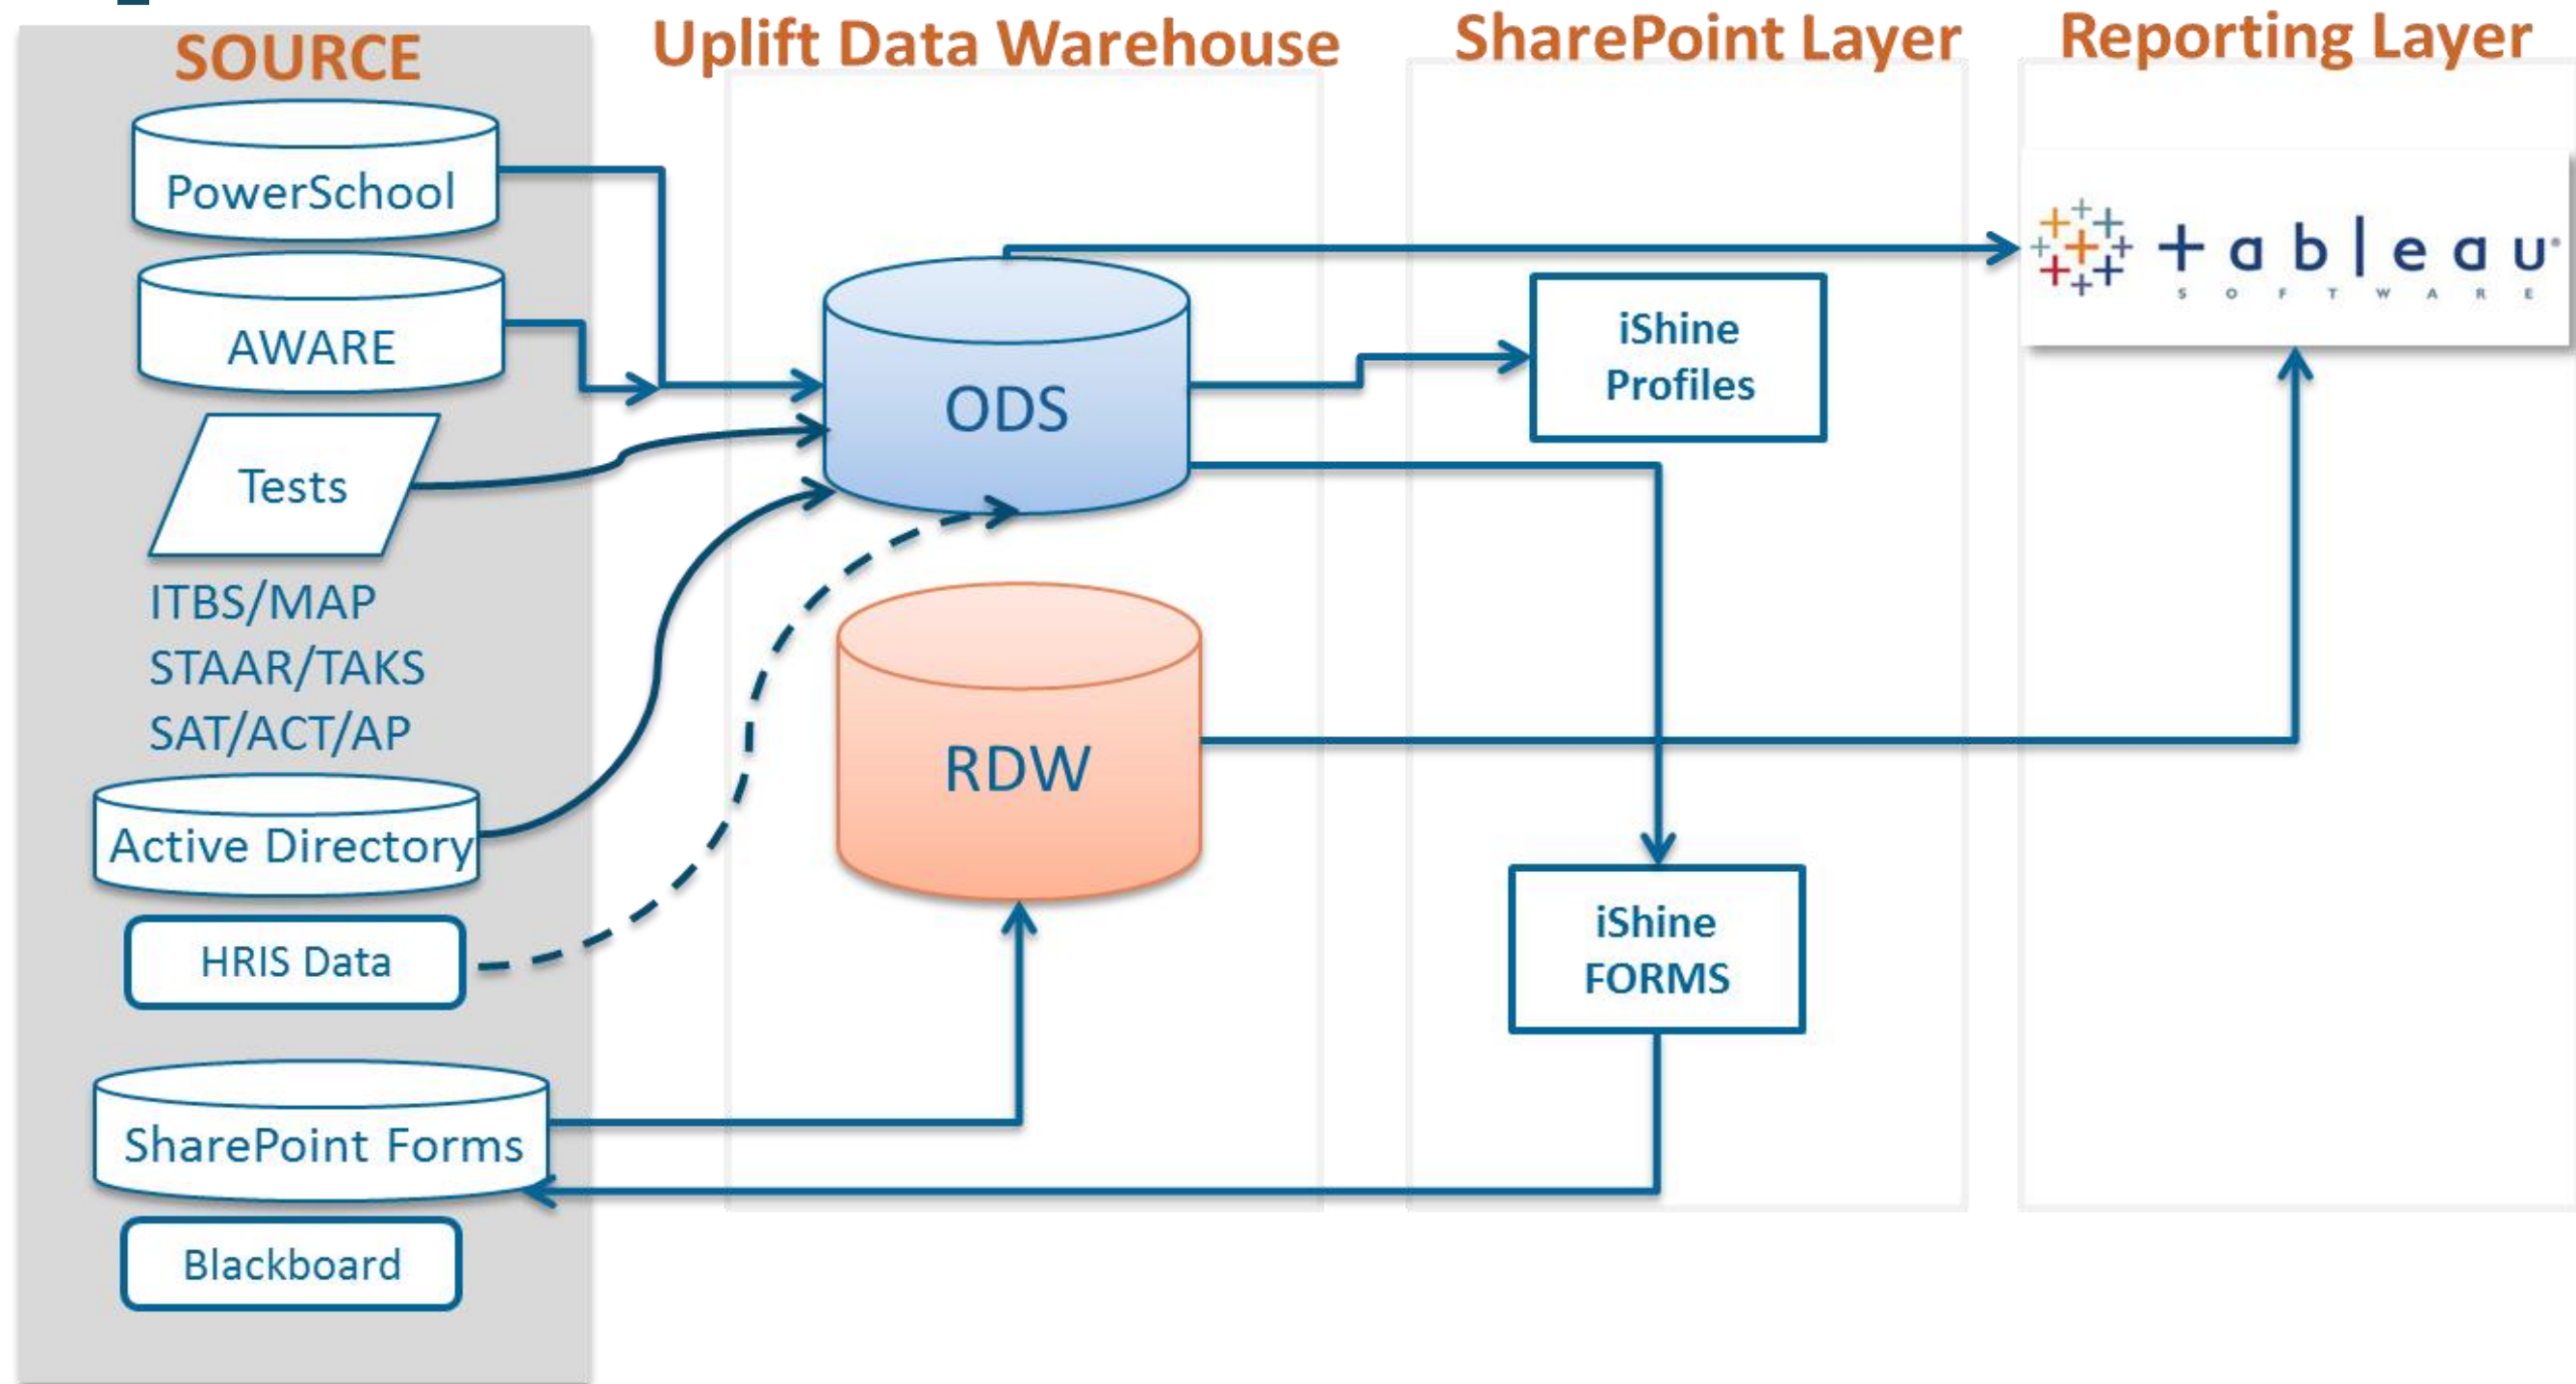 SOURCE
Uplift Data Warehouse
SharePoint Layer
Reporting Layer
PowerSchool
AWARE
Tests
ITBS/MAP
STAAR/TAKS
SAT/ACT/AP
Active Directory
HRIS Data
SharePoint Forms
Blackboard
ODS
RDW
iShine
Profiles
iShine
FORMS
+ a b l e a u®
SOFTWARE